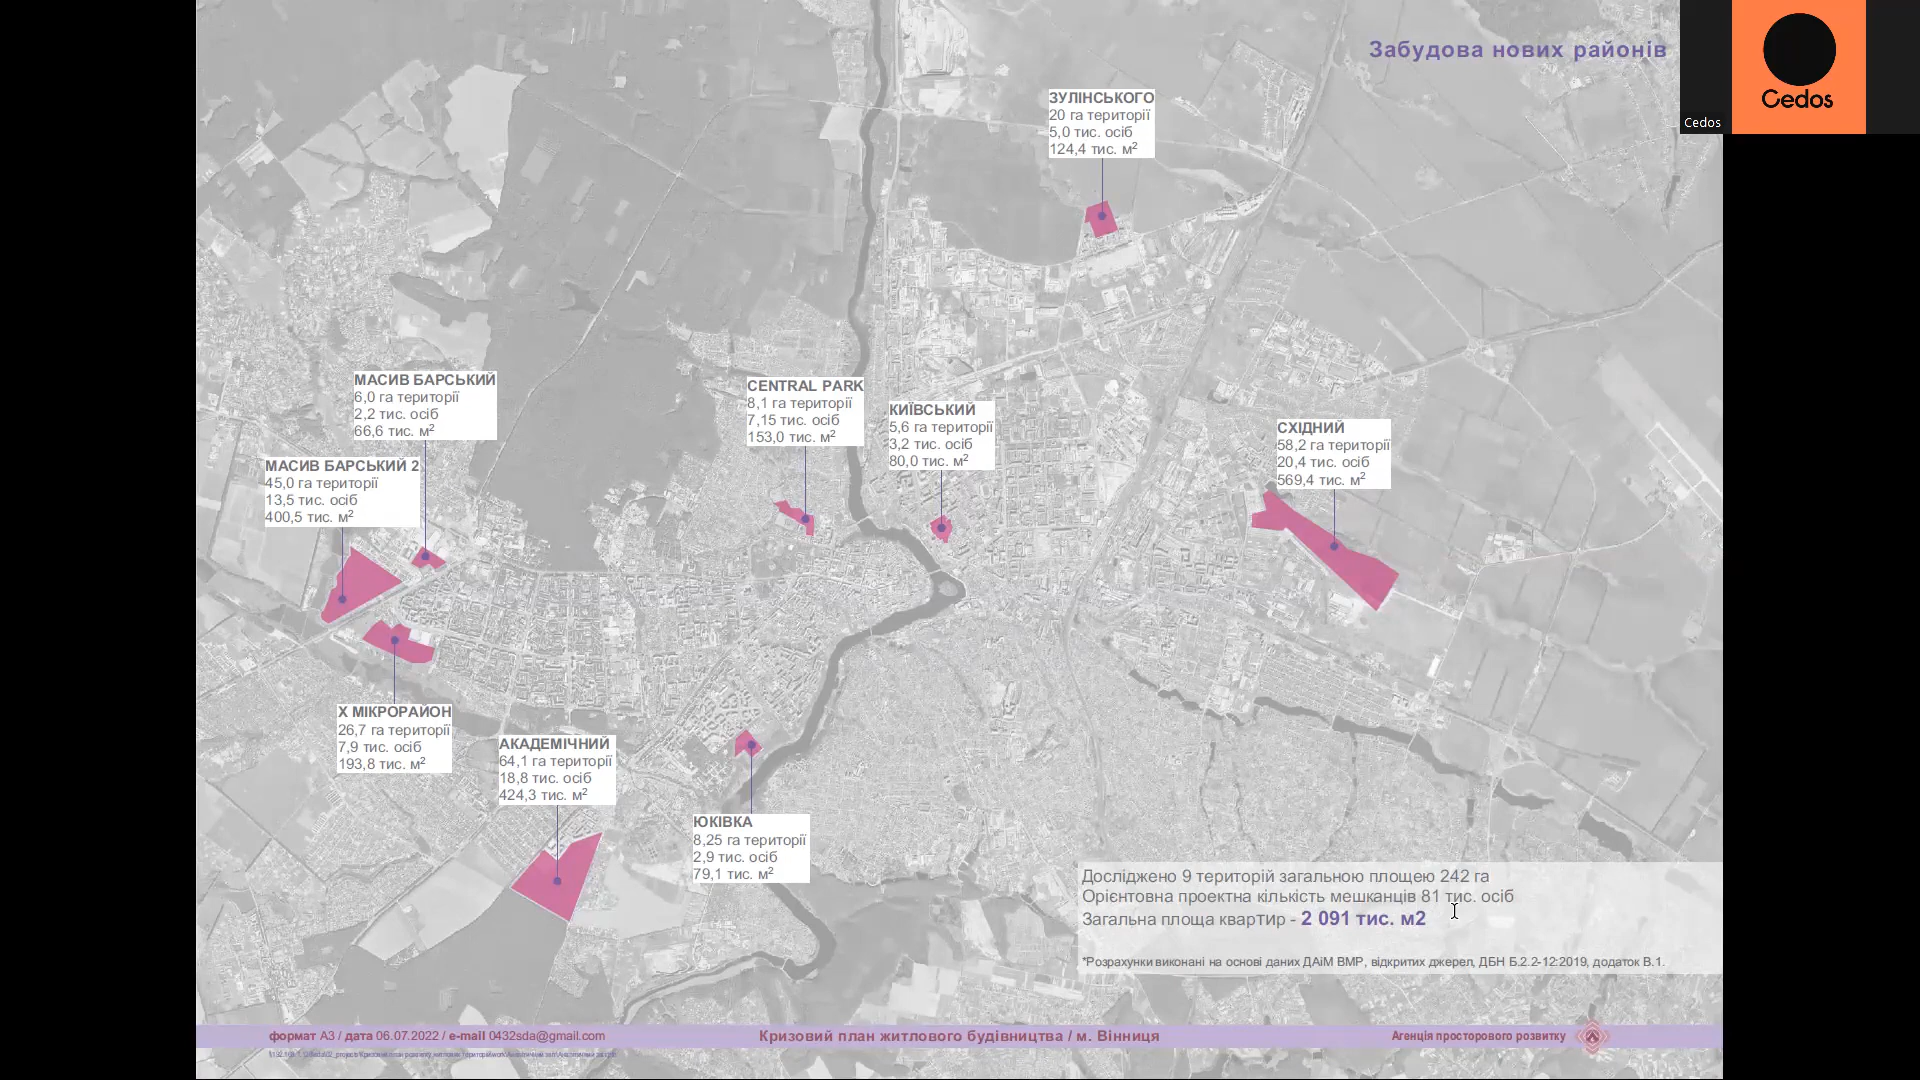 Забудова нових районів
Cedos
Cedos
ЗУЛІНСЬКОГО
20 га території
5,0 тис. осіб
124,4 тис. м²
МАСИВ БАРСЬКИЙ
6,0 га території
2,2 тис. осіб
66,6 тис. м²
CENTRAL PARK
8,1 га території
7,15 тис. осіб
153,0 тис. м²
КИЇВСЬКИЙ
5,6 га території
3,2 тис. осіб
80,0 тис. м²
СХІДНИЙ
58,2 га території
20,4 тис. осіб
569,4 тис. м²
МАСИВ БАРСЬКИЙ 2
45,0 га території
13,5 тис. осіб
400,5 тис. м²
Х МІКРОРАЙОН
26,7 га території
7,9 тис. осіб
193,8 тис. м²
АКАДЕМІЧНИЙ
64,1 га території
18,8 тис. осіб
424,3 тис. м²
ЮКІВКА
8,25 га території
2,9 тис. осіб
79,1 тис. м²
Досліджено 9 територій загальною площею 242 га
Орієнтовна проектна кількість мешканців 81 тис. осіб
Загальна площа квартир - 2 091 тис. м2
*Розрахунки виконані на основі даних ДАіМ ВМР, відкритих джерел, ДБН Б.2.2-12:2019, додаток В.1.
формат А3 / дата 06.07.2022 / e-mail 0432sda@gmail.com
Кризовий план житлового будівництва / м. Вінниця
Агенція просторового розвитку